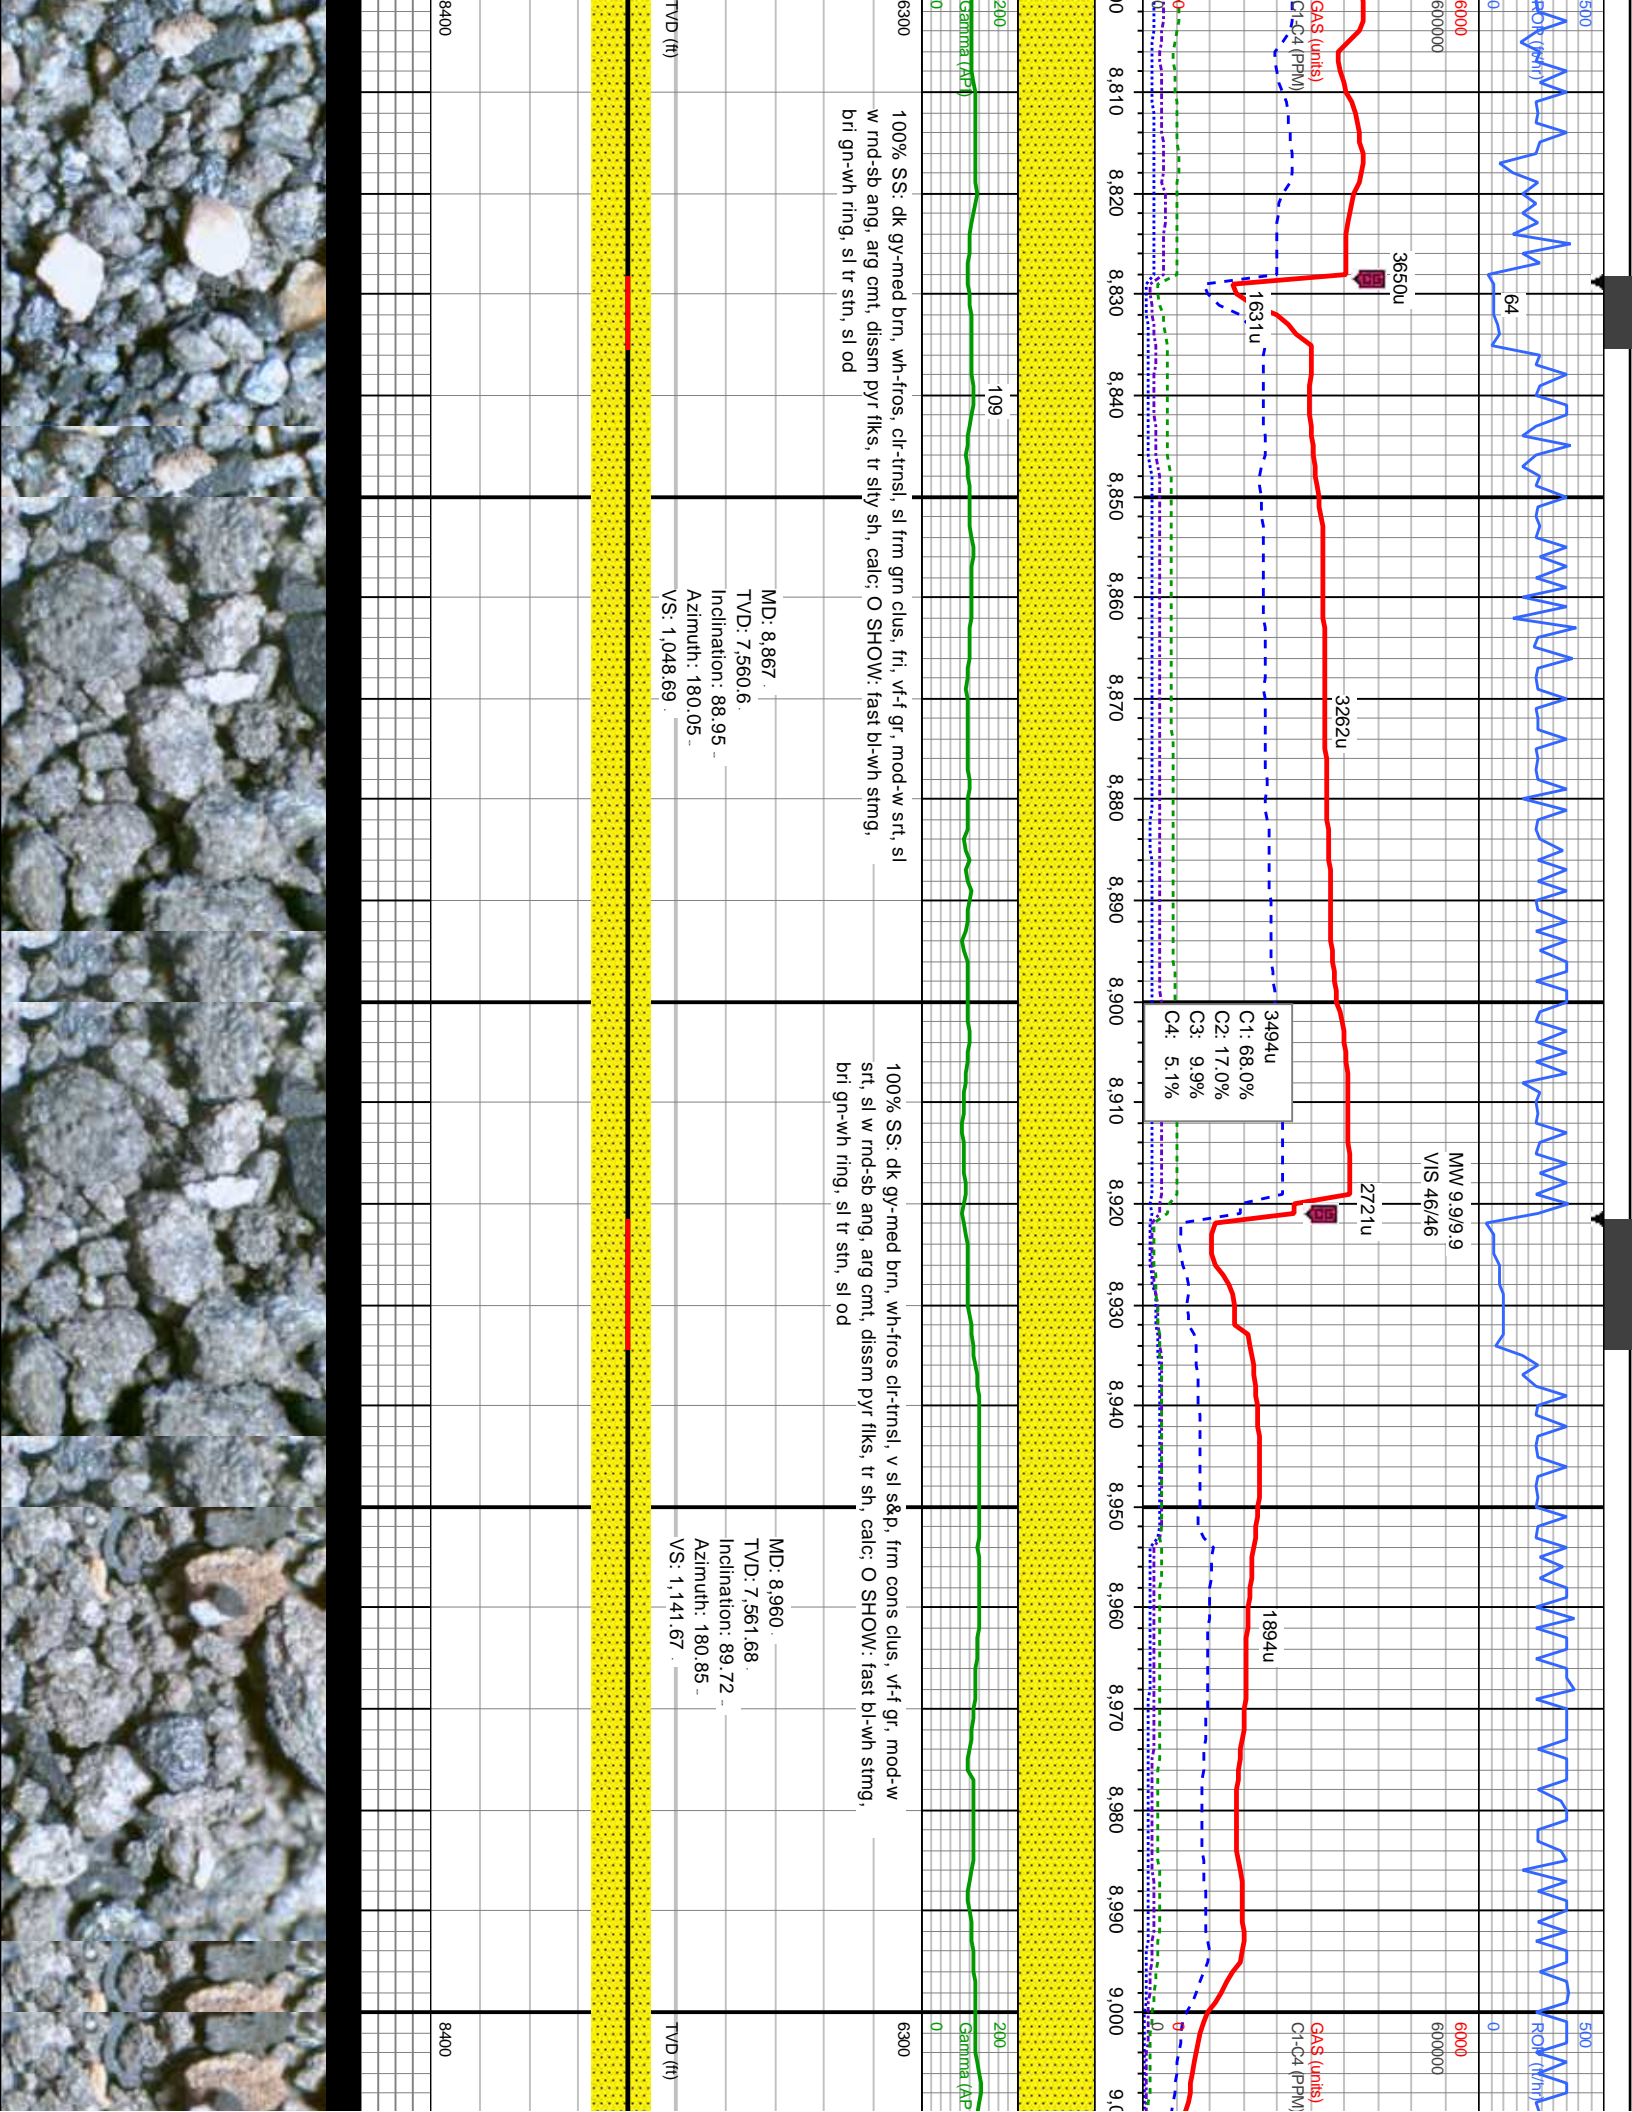 500
ROP (ft/hr)
0
6000
600000
GAS (units)
C1-C4 (PPM)
0
0
64
3650u
1631u
3262u
MW 9.9/9.9
VIS 46/46
2721u
3494u
C1: 68.0%
C2: 17.0%
C3: 9.9%
C4: 5.1%
1894u
500
ROP (ft/hr)
0
6000
600000
GAS (units)
C1-C4 (PPM)
0
0
8,810
8,820
8,830
8,840
8,850
8,860
8,870
8,880
8,890
8,900
8,910
8,920
8,930
8,940
8,950
8,960
8,970
8,980
8,990
9,000
200
Gamma (API)
0
109
200
Gamma (AP
0
6300
100% SS: dk gy-med brn, wh-fros, clr-trnsl, sl frm grn clus, fri, vf-f gr, mod-w srt, sl
w rnd-sb ang, arg cmt, dissm pyr flks, tr slty sh, calc; O SHOW: fast bl-wh stmg,
bri gn-wh ring, sl tr stn, sl od
100% SS: dk gy-med brn, wh-fros clr-trnsl, v sl s&p, frm cons clus, vf-f gr, mod-w
srt, sl w rnd-sb ang, arg cmt, dissm pyr flks, tr sh, calc; O SHOW: fast bl-wh stmg,
bri gn-wh ring, sl tr stn, sl od
6300
MD: 8,867
TVD: 7,560.6
Inclination: 88.95
Azimuth: 180.05
VS: 1,048.69
MD: 8,960
TVD: 7,561.68
Inclination: 89.72
Azimuth: 180.85
VS: 1,141.67
TVD (ft)
TVD (ft)
8400
8400